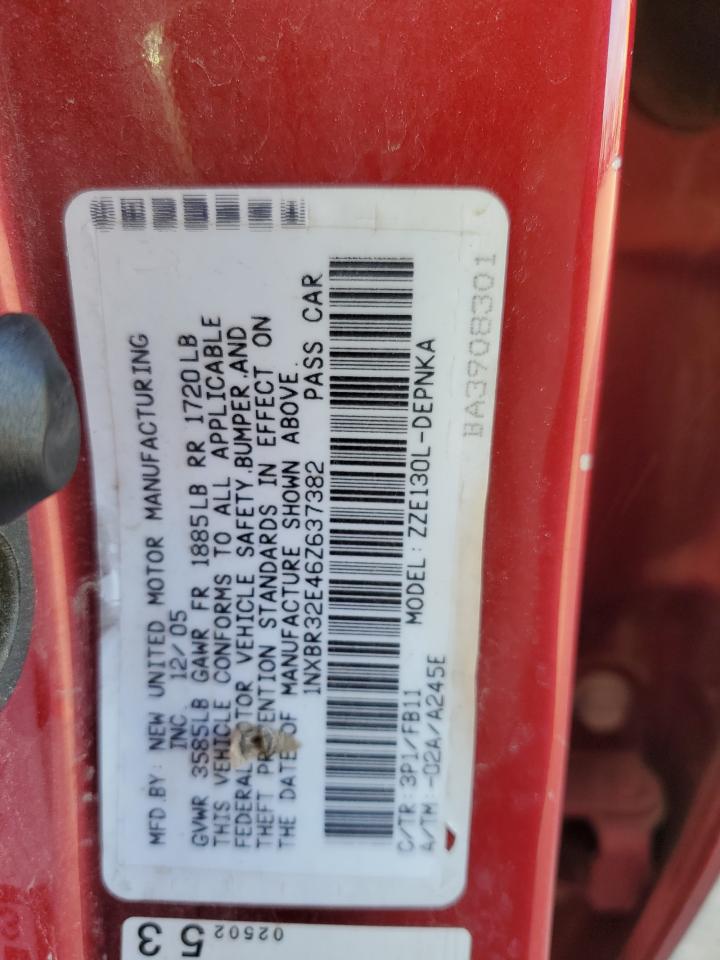 MFD.BY: NEW UNITED MOTOR MANUFACTURING
INC. 12/05
GVWR 3585LB GAWR FR 1885LB RR 1720LB
THIS VEHICLE CONFORMS TO ALL APPLICABLE
FEDERAL MOTOR VEHICLE SAFETY,BUMPER,AND
THEFT PREVENTION STANDARDS IN EFFECT ON
THE DATE OF MANUFACTURE SHOWN ABOVE.
1NXBR32E46Z637382 PASS CAR
C/TR:3P1/FB11 MODEL: ZZE130L-DEPNKA
A/TM:-02A/A245E
BA3908301
02502
53